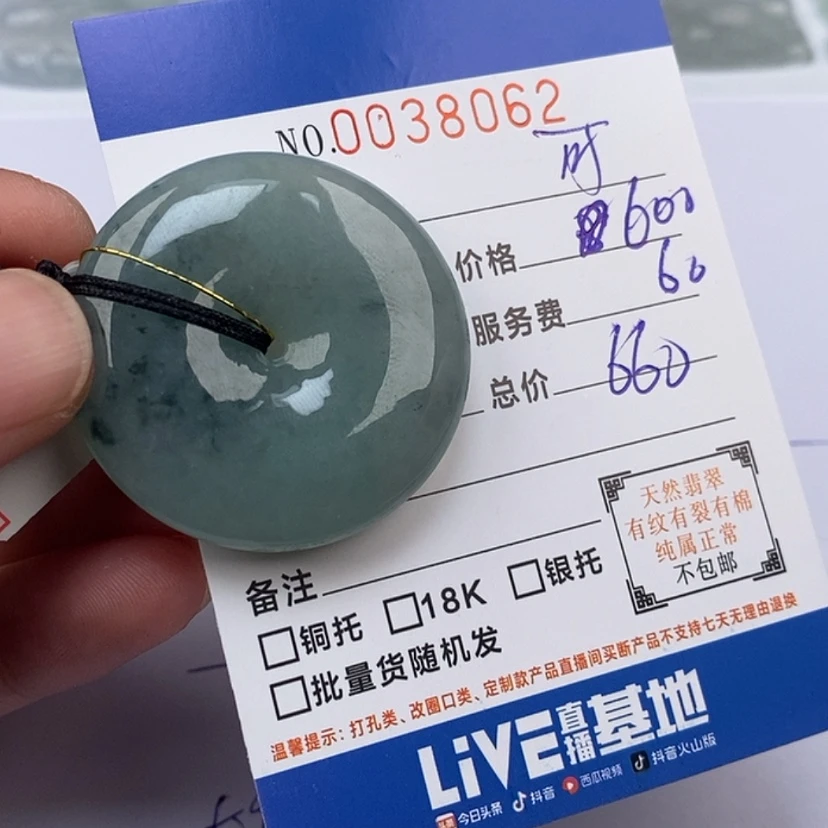 NO.0038062
价格 600
服务费 60
总价 660
天然翡翠
有纹有裂有棉
纯属正常
不包邮
备注
□铜托 □18K □银托
□批量货随机发
温馨提示：打孔类、改圈口类、定制款产品直播间买断产品不支持七天无理由退换
LiVE直播基地
今日头条 抖音 西瓜视频 抖音火山版